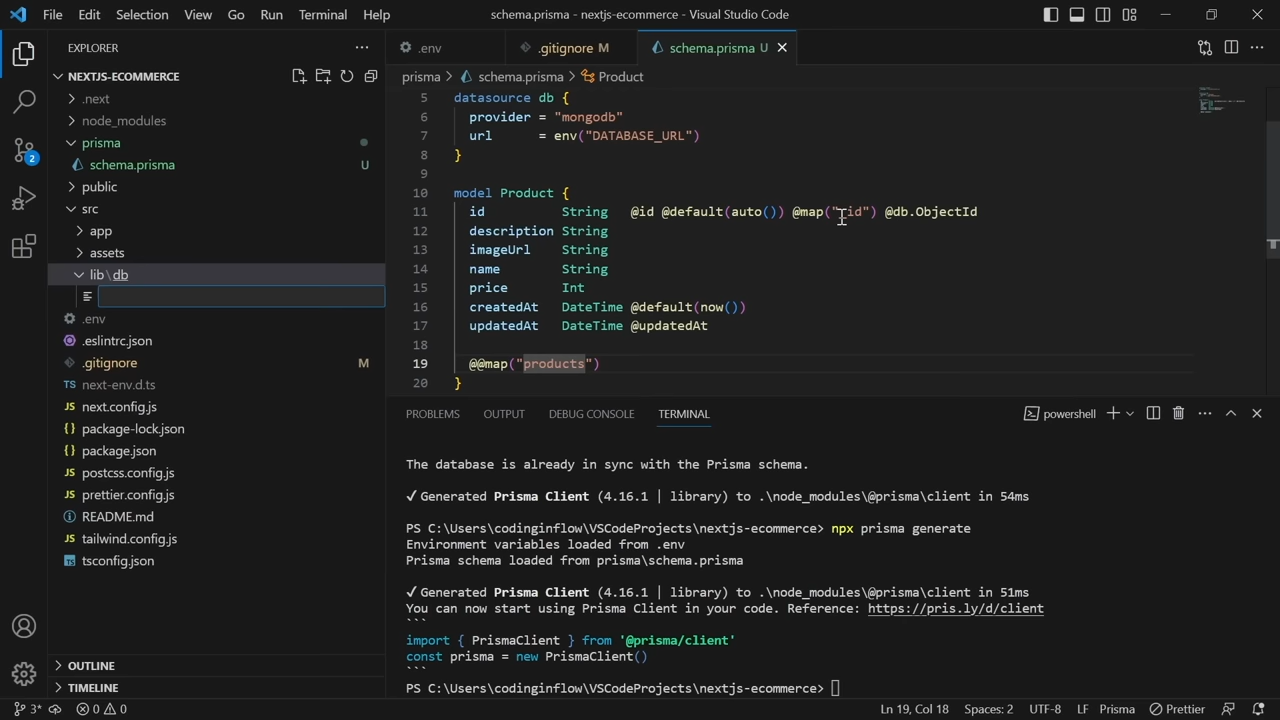 File Edit Selection View Go Run Terminal Help
schema.prisma - nextjs-ecommerce - Visual Studio Code
EXPLORER
.env
.gitignore M
schema.prisma U
NEXTJS-ECOMMERCE
prisma > schema.prisma > Product
.next
node_modules
prisma
schema.prisma U
public
src
app
assets
lib\db
.env
.eslintrc.json
.gitignore M
next-env.d.ts
next.config.js
package-lock.json
package.json
postcss.config.js
prettier.config.js
README.md
tailwind.config.js
tsconfig.json
OUTLINE
TIMELINE
2
5 datasource db {
6 provider = "mongodb"
7 url = env("DATABASE_URL")
8 }
9
10 model Product {
11 id String @id @default(auto()) @map("_id") @db.ObjectId
12 description String
13 imageUrl String
14 name String
15 price Int
16 createdAt DateTime @default(now())
17 updatedAt DateTime @updatedAt
18
19 @@map("products")
20 }
PROBLEMS OUTPUT DEBUG CONSOLE TERMINAL
powershell
The database is already in sync with the Prisma schema.
✓ Generated Prisma Client (4.16.1 | library) to .\node_modules\@prisma\client in 54ms
PS C:\Users\codinginflow\VSCodeProjects\nextjs-ecommerce> npx prisma generate
Environment variables loaded from .env
Prisma schema loaded from prisma\schema.prisma
✓ Generated Prisma Client (4.16.1 | library) to .\node_modules\@prisma\client in 51ms
You can now start using Prisma Client in your code. Reference: https://pris.ly/d/client
```
import { PrismaClient } from '@prisma/client'
const prisma = new PrismaClient()
```
PS C:\Users\codinginflow\VSCodeProjects\nextjs-ecommerce>
3* 0 0
Ln 19, Col 18 Spaces: 2 UTF-8 LF Prisma Prettier